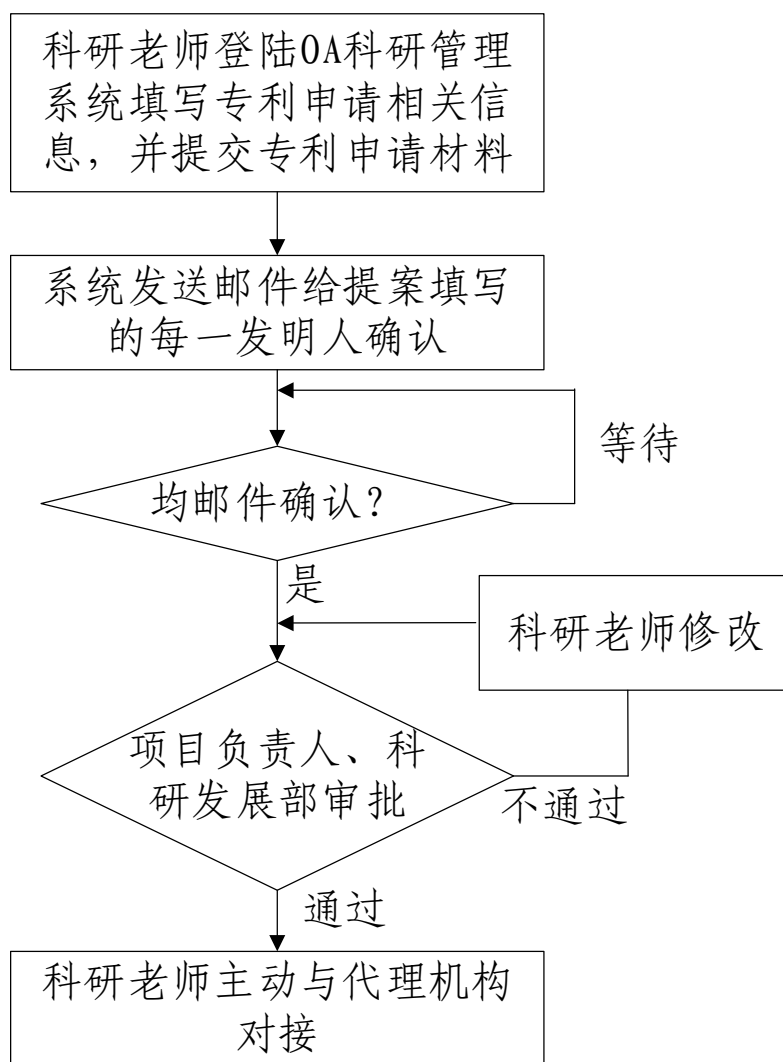 科研老师登陆OA科研管理
系统填写专利申请相关信
息，并提交专利申请材料
系统发送邮件给提案填写
的每一发明人确认
等待
均邮件确认？
是
科研老师修改
项目负责人、科
研发展部审批
不通过
通过
科研老师主动与代理机构
对接